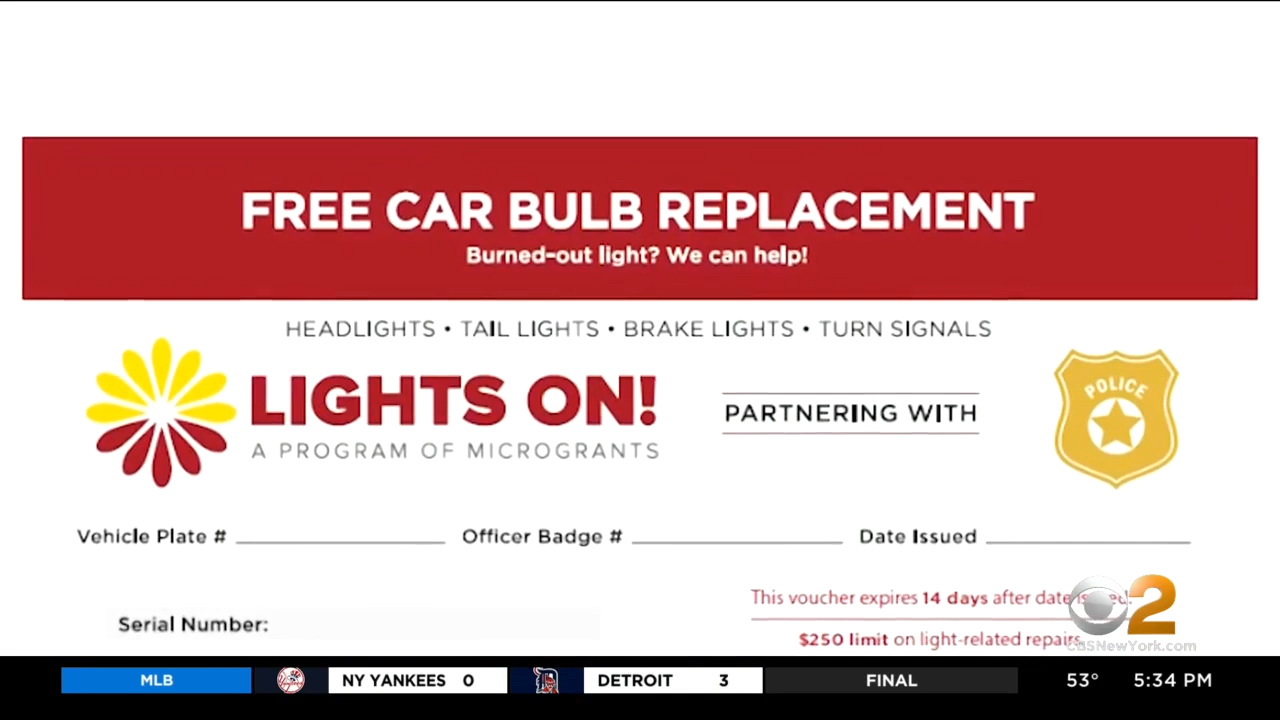 FREE CAR BULB REPLACEMENT
Burned-out light? We can help!
HEADLIGHTS • TAIL LIGHTS • BRAKE LIGHTS • TURN SIGNALS
LIGHTS ON!
A PROGRAM OF MICROGRANTS
PARTNERING WITH
POLICE
Vehicle Plate # Officer Badge # Date Issued
Serial Number:
This voucher expires 14 days after date issued.
$250 limit on light-related repairs.
2
CBSNewYork.com
MLB NY YANKEES 0 DETROIT 3 FINAL 53° 5:34 PM